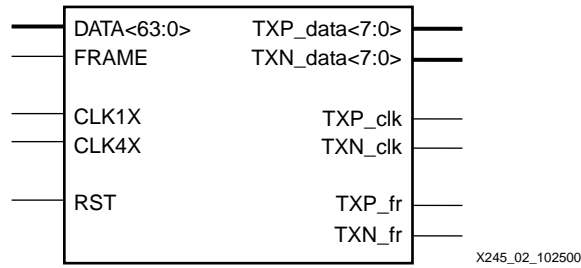 DATA<63:0> TXP_data<7:0>
FRAME TXN_data<7:0>
CLK1X TXP_clk
CLK4X TXN_clk
RST TXP_fr
TXN_fr
X245_02_102500